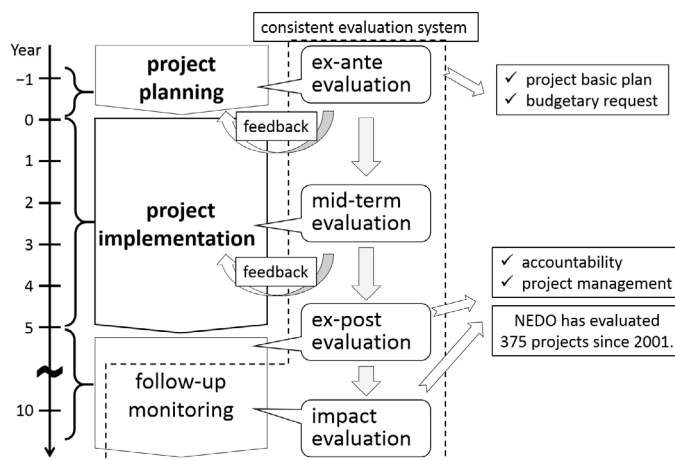 consistent evaluation system
Year
–1
0
1
2
3
4
5
10
project
planning
ex-ante
evaluation
✓ project basic plan
✓ budgetary request
feedback
project
implementation
mid-term
evaluation
feedback
✓ accountability
✓ project management
ex-post
evaluation
NEDO has evaluated
375 projects since 2001.
follow-up
monitoring
impact
evaluation